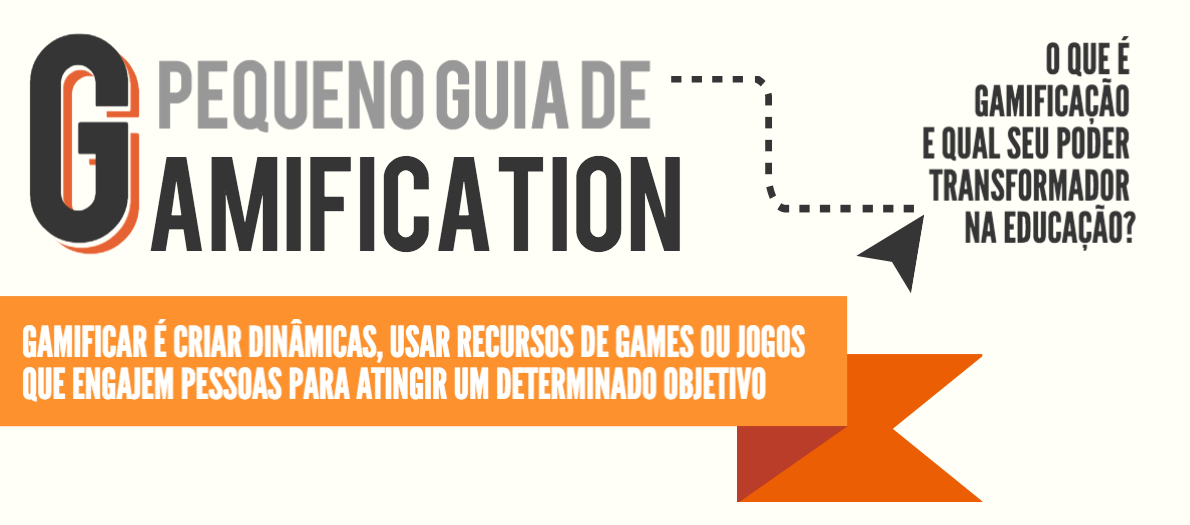 PEQUENO GUIA DE
GAMIFICATION
O QUE É
GAMIFICAÇÃO
E QUAL SEU PODER
TRANSFORMADOR
NA EDUCAÇÃO?
GAMIFICAR É CRIAR DINÂMICAS, USAR RECURSOS DE GAMES OU JOGOS
QUE ENGAJEM PESSOAS PARA ATINGIR UM DETERMINADO OBJETIVO